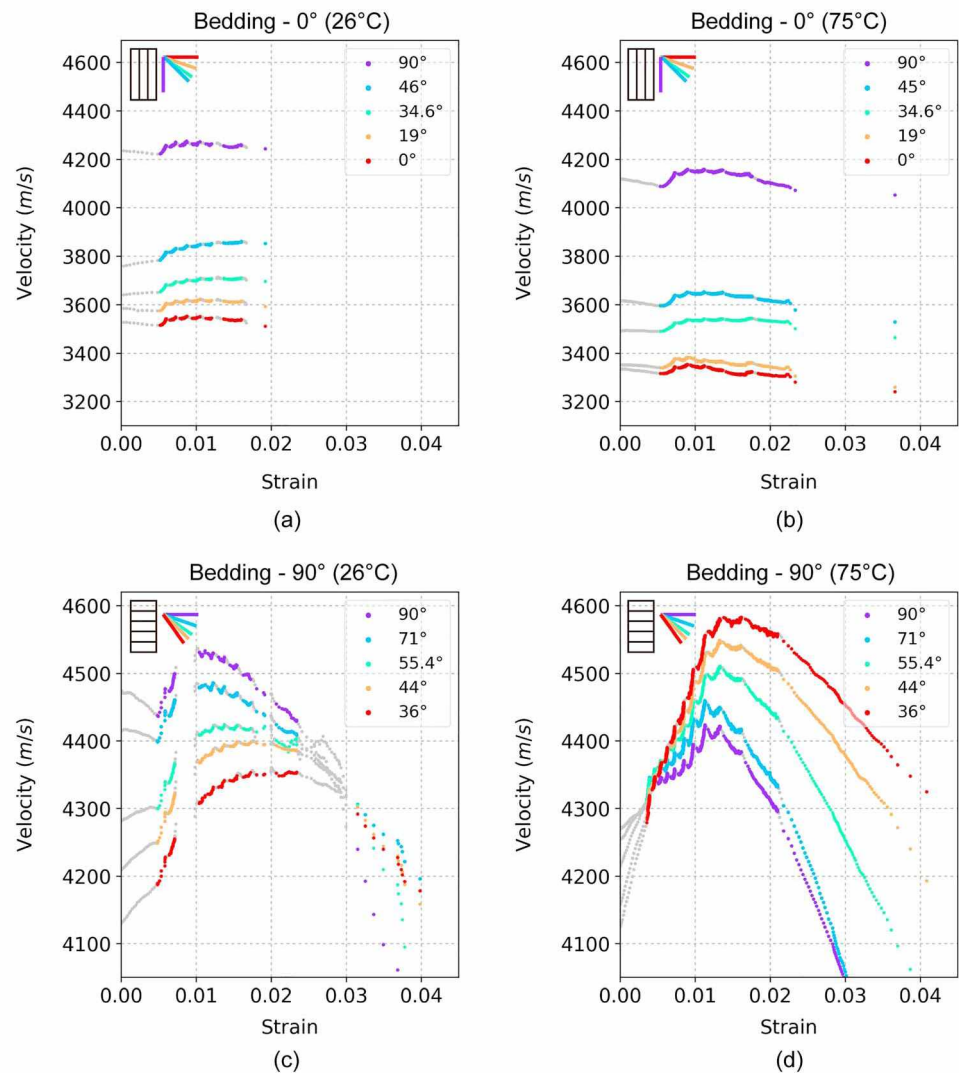 Bedding - 0° (26°C)
4600
4400
4200
4000
3800
3600
3400
3200
Velocity (m/s)
90°
46°
34.6°
19°
0°
0.00 0.01 0.02 0.03 0.04
Strain
(a)
Bedding - 0° (75°C)
4600
4400
4200
4000
3800
3600
3400
3200
Velocity (m/s)
90°
45°
34.6°
19°
0°
0.00 0.01 0.02 0.03 0.04
Strain
(b)
Bedding - 90° (26°C)
4600
4500
4400
4300
4200
4100
Velocity (m/s)
90°
71°
55.4°
44°
36°
0.00 0.01 0.02 0.03 0.04
Strain
(c)
Bedding - 90° (75°C)
4600
4500
4400
4300
4200
4100
Velocity (m/s)
90°
71°
55.4°
44°
36°
0.00 0.01 0.02 0.03 0.04
Strain
(d)